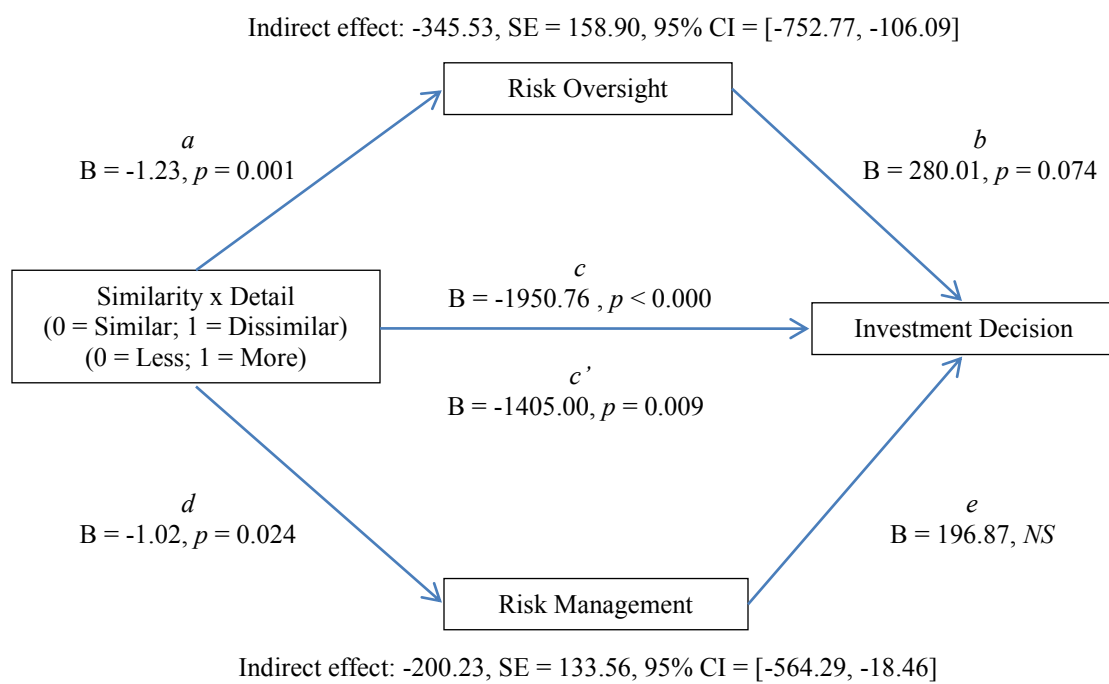 Indirect effect: -345.53, SE = 158.90, 95% CI = [-752.77, -106.09]
Risk Oversight
a
B = -1.23, p = 0.001
b
B = 280.01, p = 0.074
Similarity x Detail
(0 = Similar; 1 = Dissimilar)
(0 = Less; 1 = More)
c
B = -1950.76 , p < 0.000
Investment Decision
c’
B = -1405.00, p = 0.009
d
B = -1.02, p = 0.024
e
B = 196.87, NS
Risk Management
Indirect effect: -200.23, SE = 133.56, 95% CI = [-564.29, -18.46]